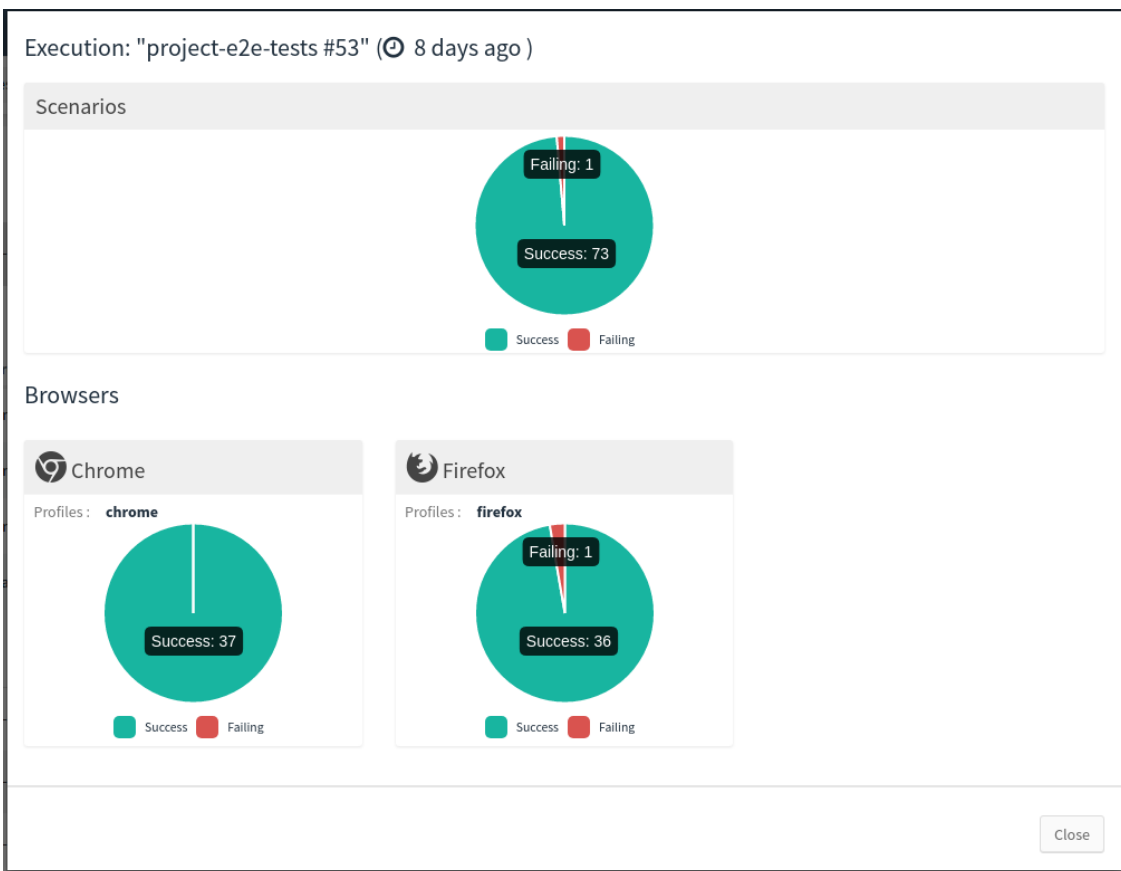 Execution: "project-e2e-tests #53" ( 8 days ago )
Scenarios
Failing: 1
Success: 73
Success Failing
Browsers
Chrome
Profiles : chrome
Success: 37
Success Failing
Firefox
Profiles : firefox
Failing: 1
Success: 36
Success Failing
Close